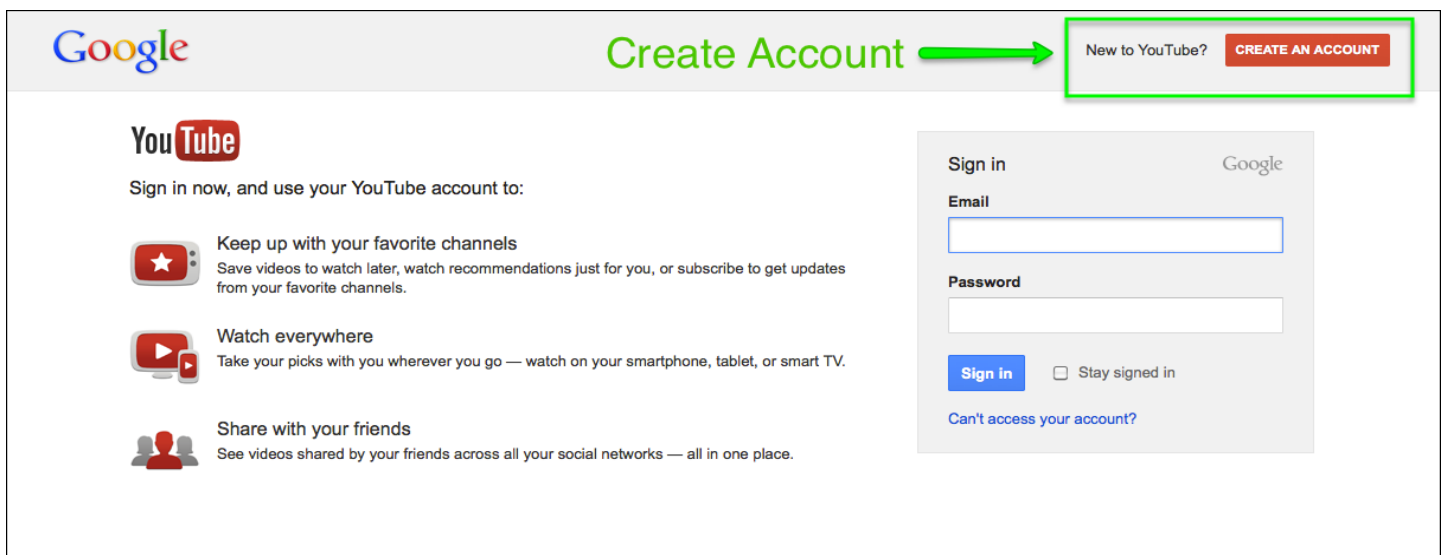 Google
Create Account
New to YouTube? CREATE AN ACCOUNT
YouTube
Sign in now, and use your YouTube account to:
Keep up with your favorite channels
Save videos to watch later, watch recommendations just for you, or subscribe to get updates
from your favorite channels.
Watch everywhere
Take your picks with you wherever you go — watch on your smartphone, tablet, or smart TV.
Share with your friends
See videos shared by your friends across all your social networks — all in one place.
Sign in Google
Email
Password
Sign in Stay signed in
Can't access your account?